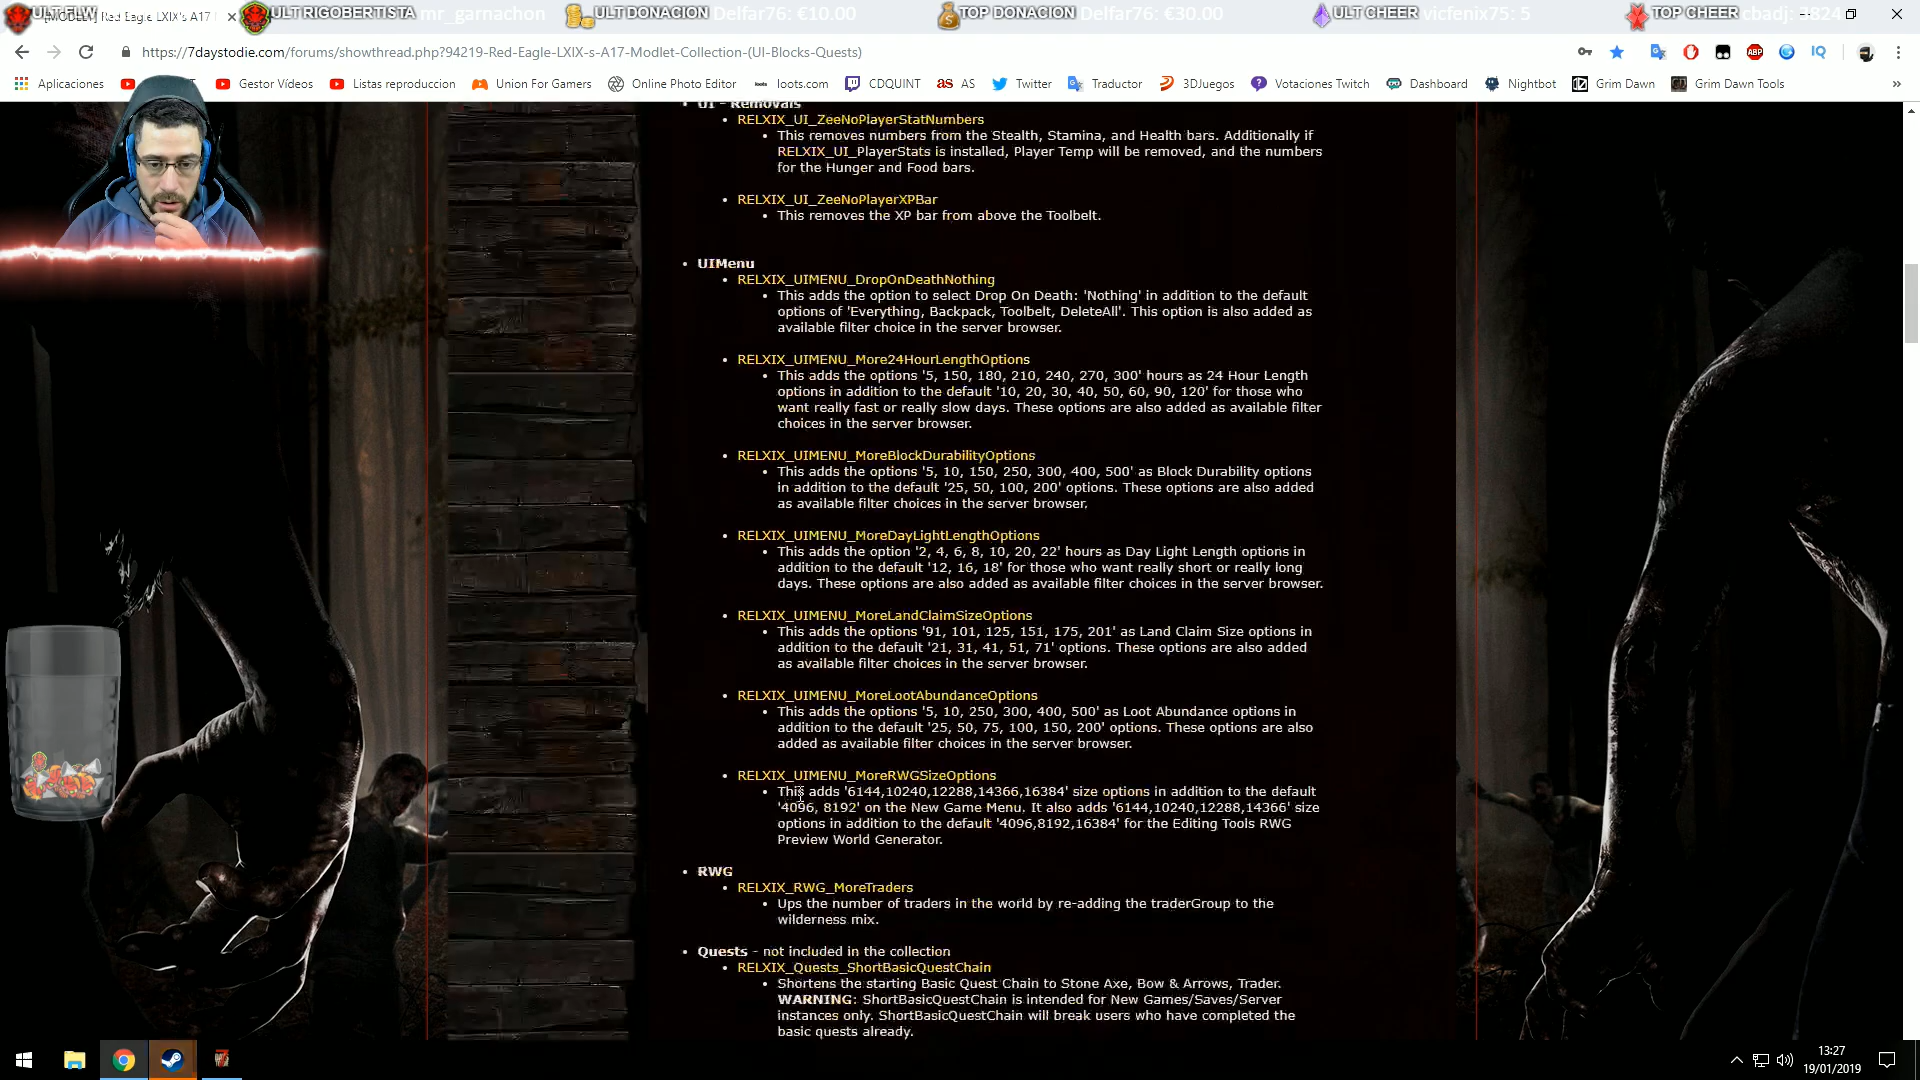 ULT RIGOBERTISTA mr_garnachon
ULT DONACION Delfar76: €10.00
TOP DONACION Delfar76: €30.00
ULT CHEER vicfenix75: 5
TOP CHEER cbadj: 3824
https://7daystodie.com/forums/showthread.php?94219-Red-Eagle-LXIX-s-A17-Modlet-Collection-(UI-Blocks-Quests)
Aplicaciones
Gestor Vídeos
Listas reproduccion
Union For Gamers
Online Photo Editor
loots.com
CDQUINT
AS
Twitter
Traductor
3DJuegos
Votaciones Twitch
Dashboard
Nightbot
Grim Dawn
Grim Dawn Tools
UI - Removals
RELXIX_UI_ZeeNoPlayerStatNumbers
This removes numbers from the Stealth, Stamina, and Health bars. Additionally if
RELXIX_UI_PlayerStats is installed, Player Temp will be removed, and the numbers
for the Hunger and Food bars.
RELXIX_UI_ZeeNoPlayerXPBar
This removes the XP bar from above the Toolbelt.
UIMenu
RELXIX_UIMENU_DropOnDeathNothing
This adds the option to select Drop On Death: 'Nothing' in addition to the default
options of 'Everything, Backpack, Toolbelt, DeleteAll'. This option is also added as
available filter choice in the server browser.
RELXIX_UIMENU_More24HourLengthOptions
This adds the options '5, 150, 180, 210, 240, 270, 300' hours as 24 Hour Length
options in addition to the default '10, 20, 30, 40, 50, 60, 90, 120' for those who
want really fast or really slow days. These options are also added as available filter
choices in the server browser.
RELXIX_UIMENU_MoreBlockDurabilityOptions
This adds the options '5, 10, 150, 250, 300, 400, 500' as Block Durability options
in addition to the default '25, 50, 100, 200' options. These options are also added
as available filter choices in the server browser.
RELXIX_UIMENU_MoreDayLightLengthOptions
This adds the option '2, 4, 6, 8, 10, 20, 22' hours as Day Light Length options in
addition to the default '12, 16, 18' for those who want really short or really long
days. These options are also added as available filter choices in the server browser.
RELXIX_UIMENU_MoreLandClaimSizeOptions
This adds the options '91, 101, 125, 151, 175, 201' as Land Claim Size options in
addition to the default '21, 31, 41, 51, 71' options. These options are also added
as available filter choices in the server browser.
RELXIX_UIMENU_MoreLootAbundanceOptions
This adds the options '5, 10, 250, 300, 400, 500' as Loot Abundance options in
addition to the default '25, 50, 75, 100, 150, 200' options. These options are also
added as available filter choices in the server browser.
RELXIX_UIMENU_MoreRWGSizeOptions
This adds '6144,10240,12288,14366,16384' size options in addition to the default
'4096, 8192' on the New Game Menu. It also adds '6144,10240,12288,14366' size
options in addition to the default '4096,8192,16384' for the Editing Tools RWG
Preview World Generator.
RWG
RELXIX_RWG_MoreTraders
Ups the number of traders in the world by re-adding the traderGroup to the
wilderness mix.
Quests - not included in the collection
RELXIX_Quests_ShortBasicQuestChain
Shortens the starting Basic Quest Chain to Stone Axe, Bow & Arrows, Trader.
WARNING: ShortBasicQuestChain is intended for New Games/Saves/Server
instances only. ShortBasicQuestChain will break users who have completed the
basic quests already.
13:27
19/01/2019